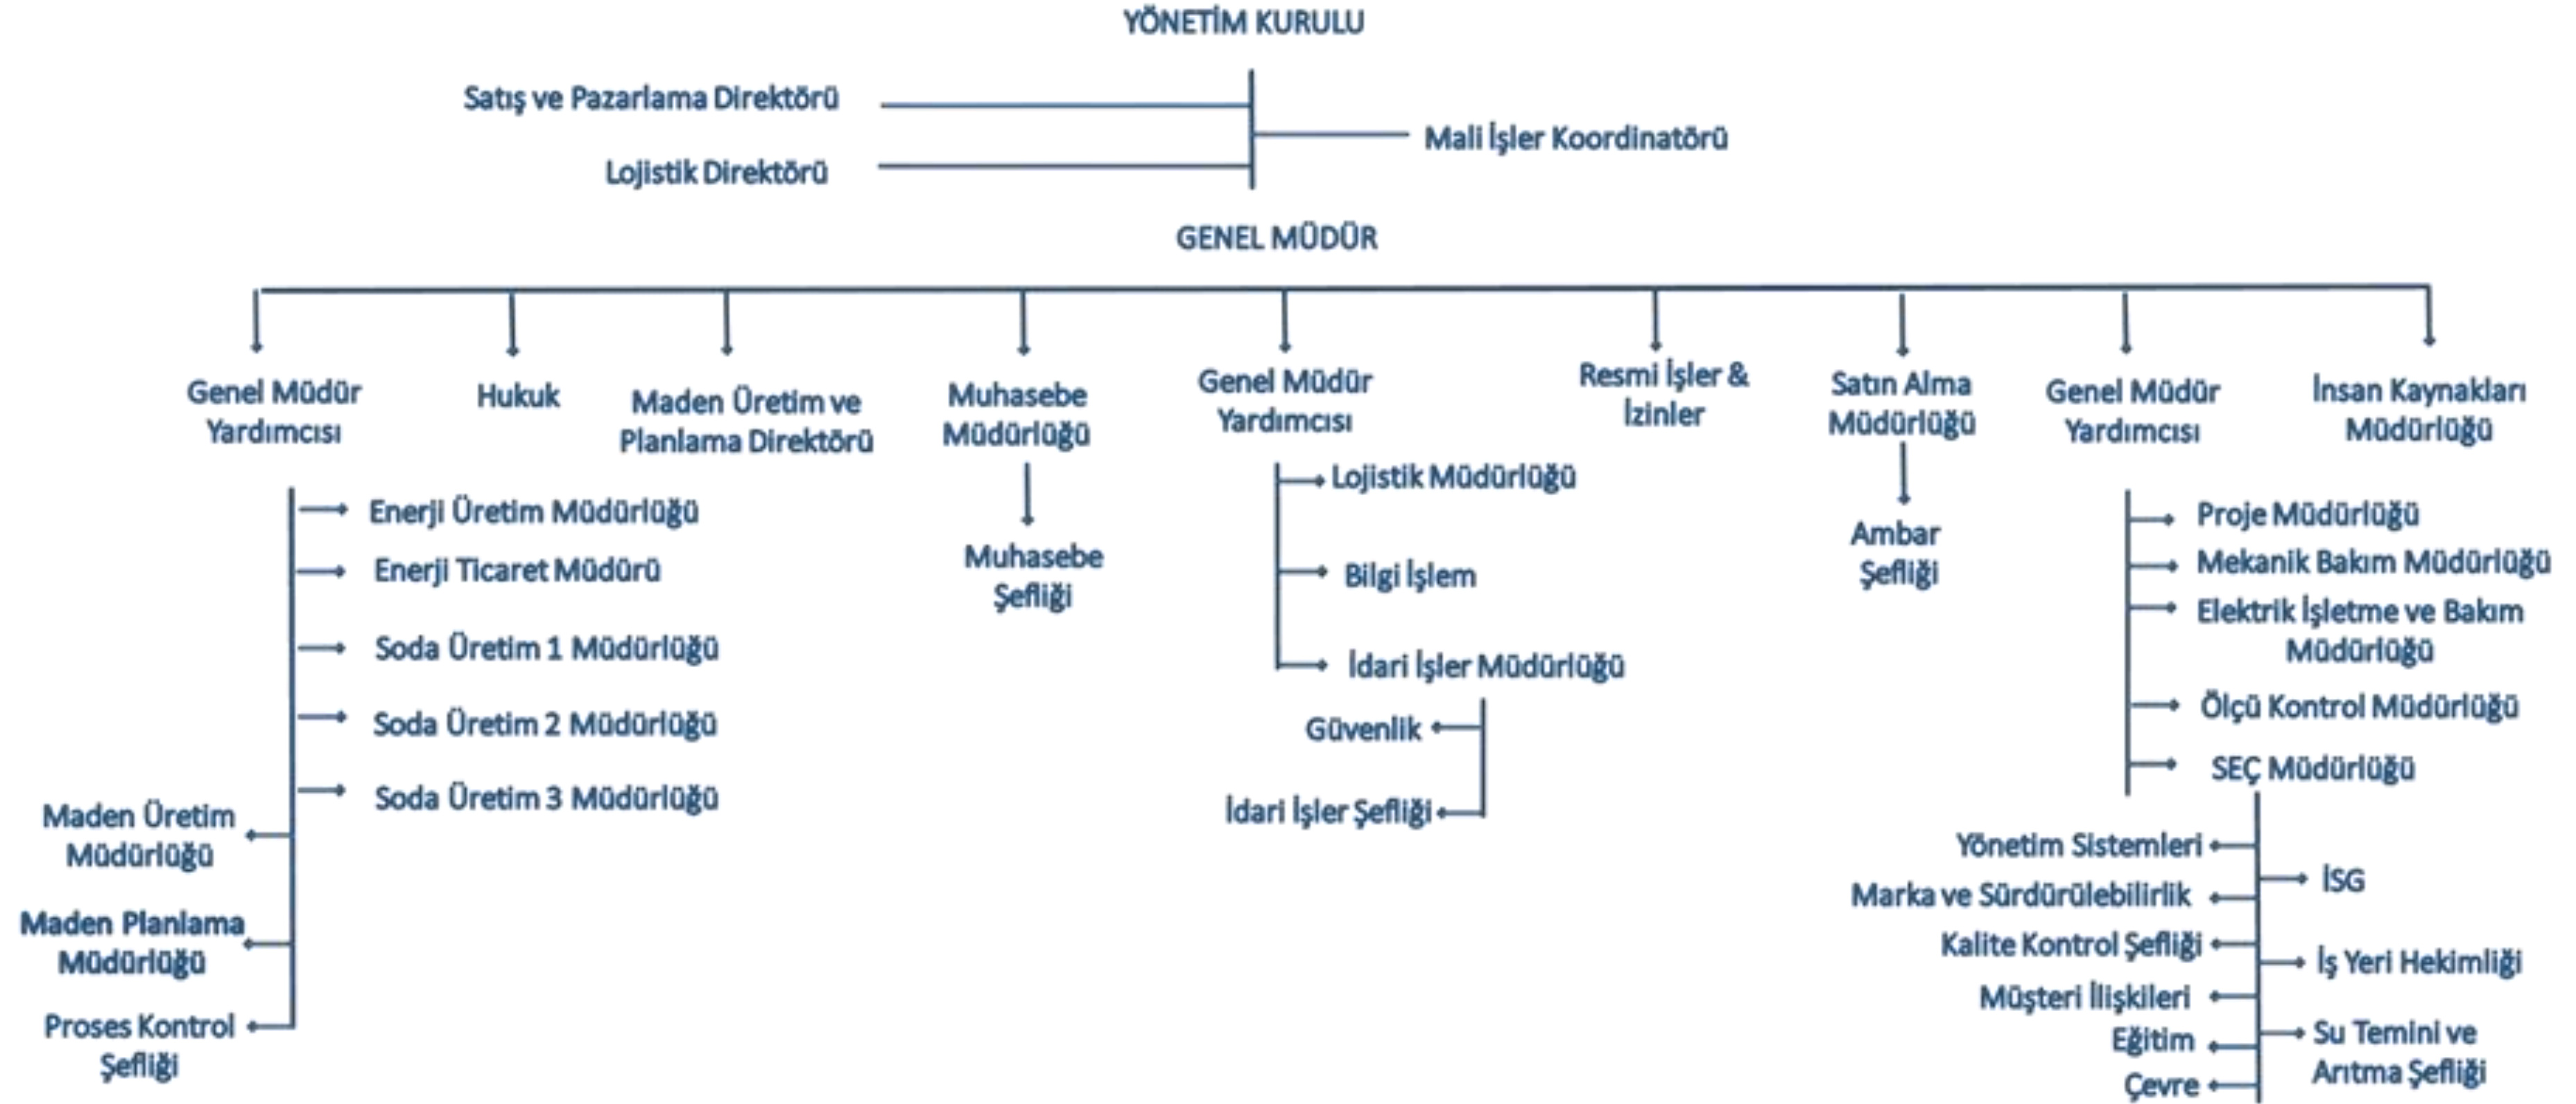 YÖNETİM KURULU
Satış ve Pazarlama Direktörü
Mali İşler Koordinatörü
Lojistik Direktörü
GENEL MÜDÜR
Genel Müdür
Yardımcısı
Hukuk
Maden Üretim ve
Planlama Direktörü
Muhasebe
Müdürlüğü
Genel Müdür
Yardımcısı
Resmi İşler &
İzinler
Satın Alma
Müdürlüğü
Genel Müdür
Yardımcısı
İnsan Kaynakları
Müdürlüğü
Enerji Üretim Müdürlüğü
Enerji Ticaret Müdürü
Soda Üretim 1 Müdürlüğü
Soda Üretim 2 Müdürlüğü
Soda Üretim 3 Müdürlüğü
Maden Üretim
Müdürlüğü
Maden Planlama
Müdürlüğü
Proses Kontrol
Şefliği
Muhasebe
Şefliği
Lojistik Müdürlüğü
Bilgi İşlem
İdari İşler Müdürlüğü
Güvenlik
İdari İşler Şefliği
Ambar
Şefliği
Proje Müdürlüğü
Mekanik Bakım Müdürlüğü
Elektrik İşletme ve Bakım
Müdürlüğü
Ölçü Kontrol Müdürlüğü
SEÇ Müdürlüğü
Yönetim Sistemleri
Marka ve Sürdürülebilirlik
Kalite Kontrol Şefliği
Müşteri İlişkileri
Eğitim
Çevre
İSG
İş Yeri Hekimliği
Su Temini ve
Arıtma Şefliği